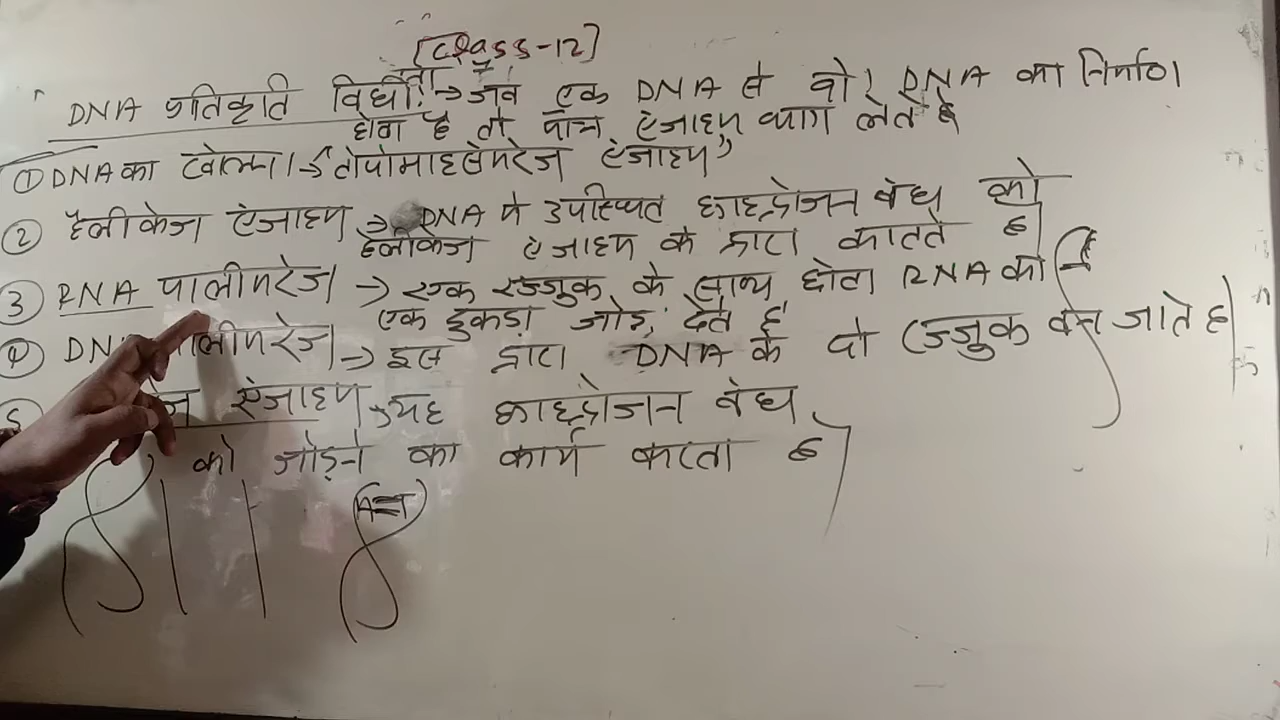 [Class-12]
DNA प्रतिकृति विधी:→जब एक DNA से दो DNA का निर्माण
होता है तो पांच एंजाइम भाग लेते है
① DNA का खोलना→ "टोपोमाइसेमरेज एंजाइम"
② हैलीकेज एंजाइम → DNA मे उपस्थित हाइड्रोजन बंध को
हैलीकेज एंजाइम के द्वारा काटते है
③ RNA पालीमरेज → एक रज्जुक के साथ होता RNA का
एक टुकडा जोड़ देते है
④ DNA पालीमरेज → इस द्वारा DNA के दो रज्जुक बन जाते है
5 एंजाइम→यह हाइड्रोजन बंध
को जोड़ने का कार्य करता है
A=T